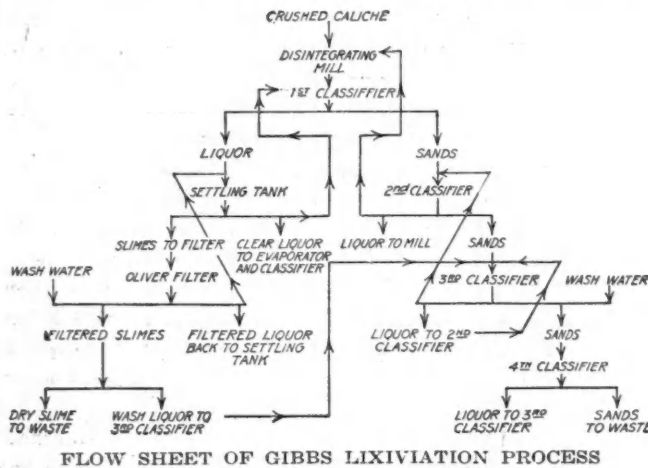 CRUSHED CALICHE
DISINTEGRATING
MILL
1ST CLASSIFFIER
LIQUOR
SANDS
SETTLING TANK
2nd CLASSIFIER
SLIMES TO FILTER
CLEAR LIQUOR
TO EVAPORATOR
AND CLASSIFIER
LIQUOR TO MILL
SANDS
WASH WATER
OLIVER FILTER
3RD CLASSIFIER
WASH WATER
FILTERED SLIMES
FILTERED LIQUOR
BACK TO SETTLING
TANK
LIQUOR TO 2ND
CLASSIFIER
SANDS
4TH CLASSIFIER
DRY SLIME
TO WASTE
WASH LIQUOR TO
3RD CLASSIFIER
LIQUOR TO 3RD
CLASSIFIER
SANDS
TO WASTE
FLOW SHEET OF GIBBS LIXIVIATION PROCESS